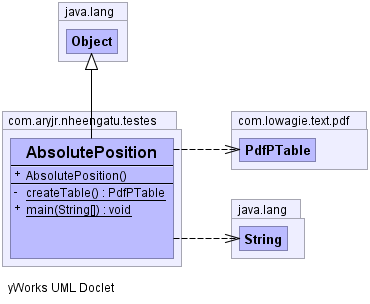 java.lang
Object
com.aryjr.nheengatu.testes
AbsolutePosition
+ AbsolutePosition()
- createTable() : PdfPTable
+ main(String[]) : void
com.lowagie.text.pdf
PdfPTable
java.lang
String
yWorks UML Doclet